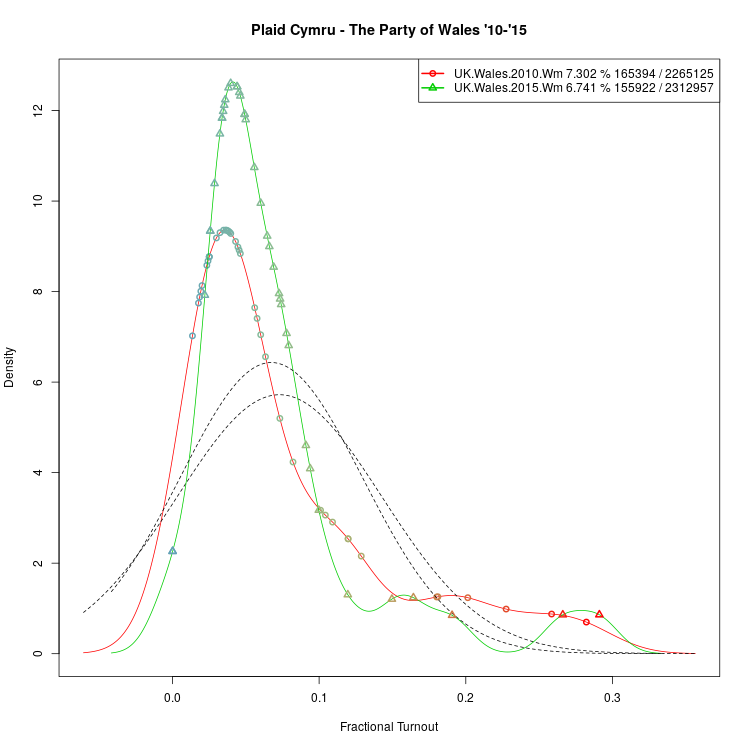 Plaid Cymru - The Party of Wales '10-'15
UK.Wales.2010.Wm 7.302 % 165394 / 2265125
UK.Wales.2015.Wm 6.741 % 155922 / 2312957
12
10
8
6
4
2
0
Density
0.0 0.1 0.2 0.3
Fractional Turnout